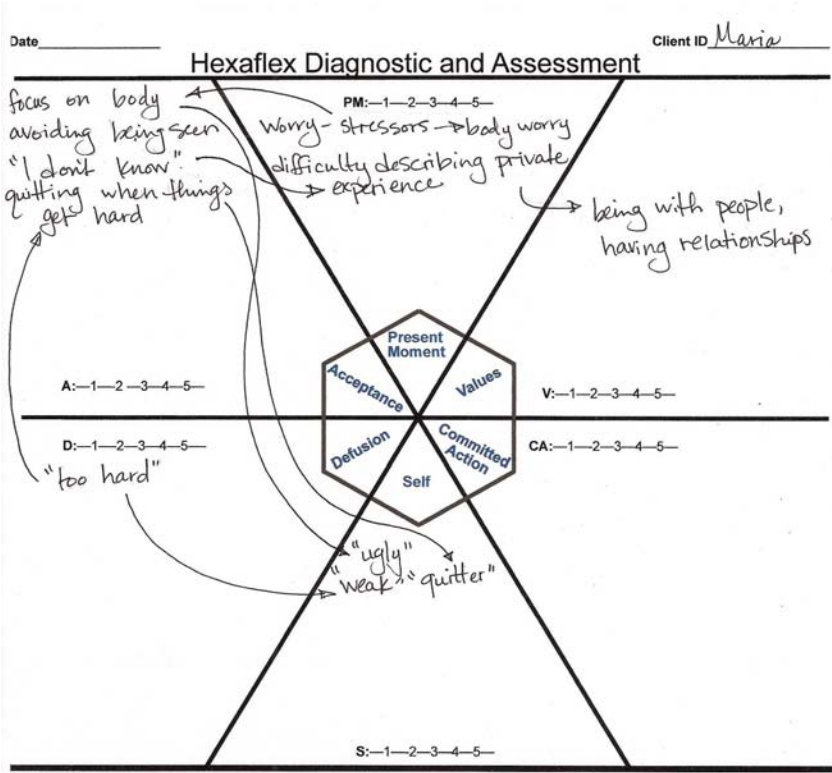 Date
Client ID Maria
Hexaflex Diagnostic and Assessment
focus on body
avoiding being seen
"I don't know"
quitting when things
get hard
PM:—1—2—3—4—5—
worry - stressors → body worry
difficulty describing private
experience
being with people,
having relationships
Present
Moment
Acceptance
Values
A:—1—2—3—4—5—
V:—1—2—3—4—5—
D:—1—2—3—4—5—
CA:—1—2—3—4—5—
Defusion
Committed
Action
Self
"too hard"
"ugly"
"weak" "quitter"
S:—1—2—3—4—5—